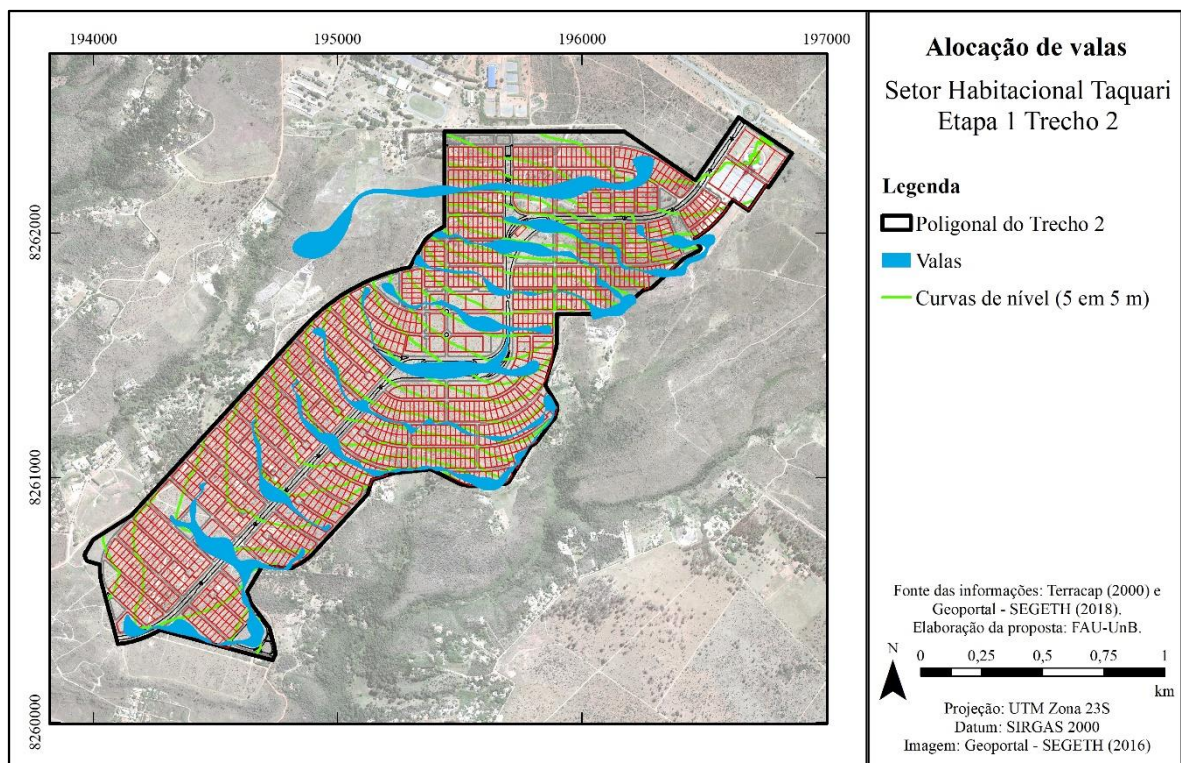 194000
195000
196000
197000
8262000
8261000
8260000
Alocação de valas
Setor Habitacional Taquari
Etapa 1 Trecho 2
Legenda
Poligonal do Trecho 2
Valas
Curvas de nível (5 em 5 m)
Fonte das informações: Terracap (2000) e
Geoportal - SEGETH (2018).
Elaboração da proposta: FAU-UnB.
N
0 0,25 0,5 0,75 1
km
Projeção: UTM Zona 23S
Datum: SIRGAS 2000
Imagem: Geoportal - SEGETH (2016)